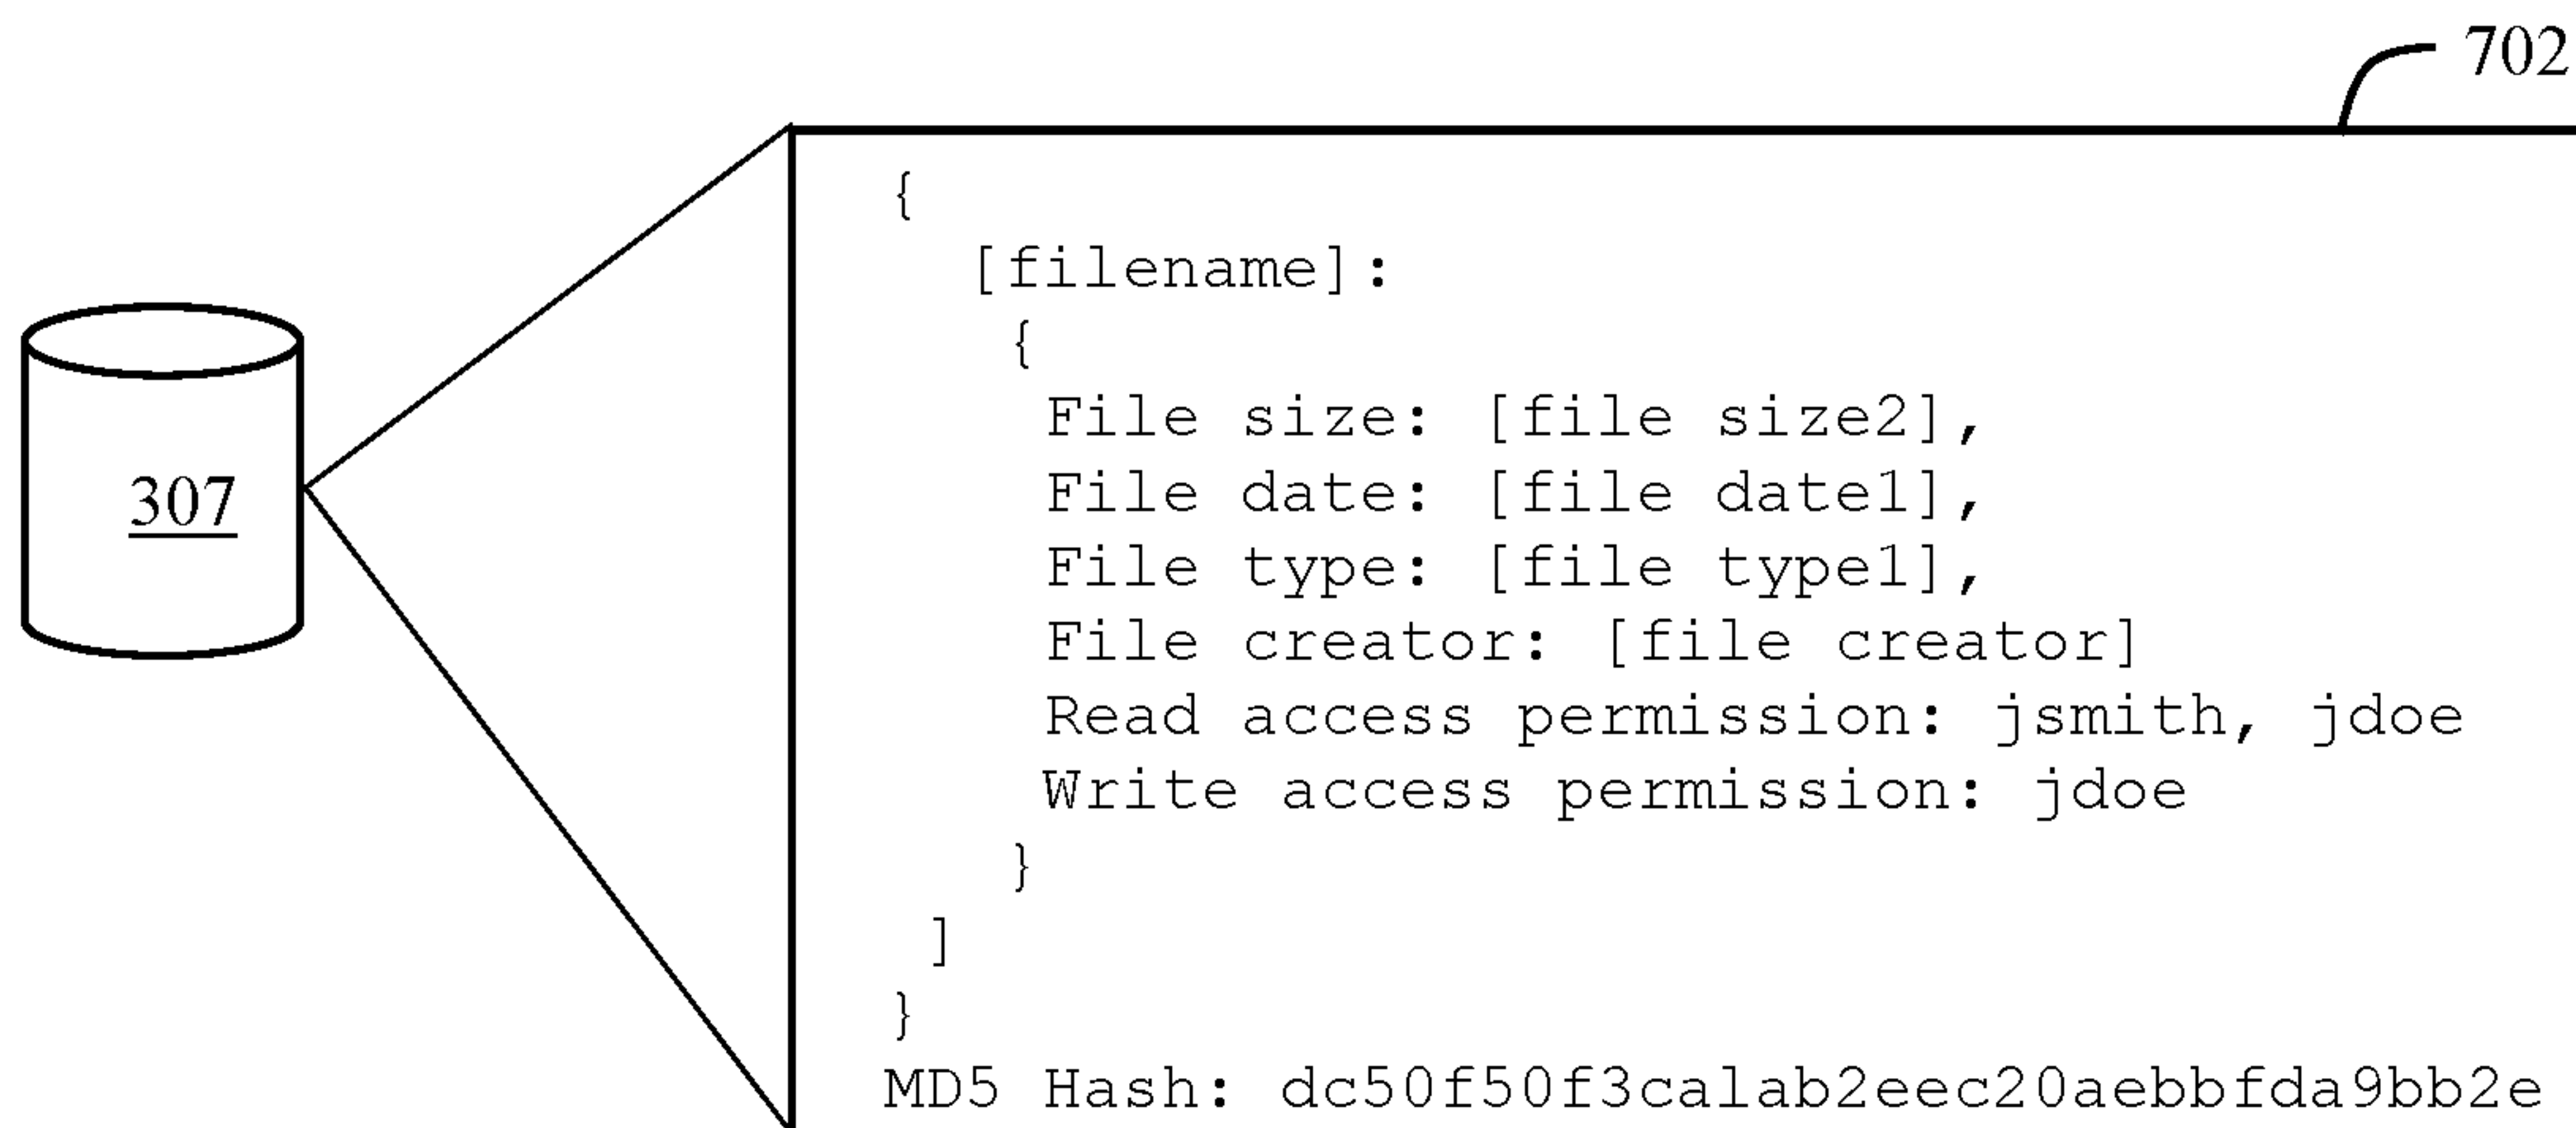 702
{
[filename]:
{
File size: [file size2],
File date: [file date1],
File type: [file type1],
File creator: [file creator]
Read access permission: jsmith, jdoe
Write access permission: jdoe
}
]
}
MD5 Hash: dc50f50f3calab2eec20aebbfda9bb2e
307